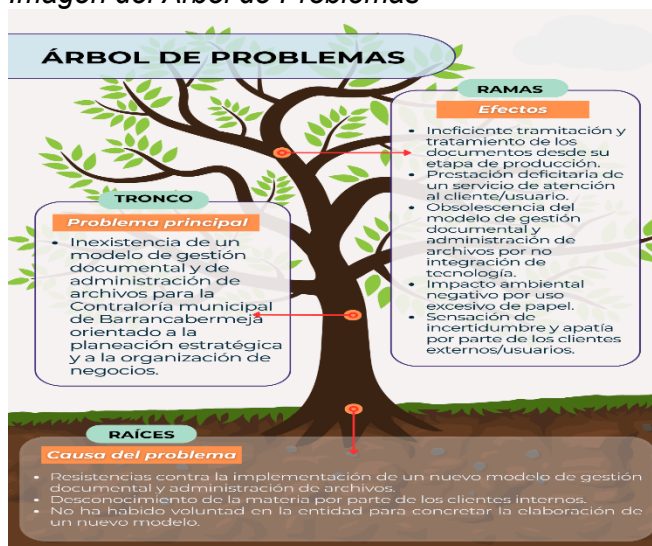 Imagen del Árbol de Problemas
ÁRBOL DE PROBLEMAS
RAMAS
Efectos
• Ineficiente tramitación y
tratamiento de los
documentos desde su
etapa de producción.
• Prestación deficitaria de
un servicio de atención
al cliente/usuario.
• Obsolescencia del
modelo de gestión
documental y
administración de
archivos por no
integración de
tecnología.
• Impacto ambiental
negativo por uso
excesivo de papel.
• Sensación de
incertidumbre y apatía
por parte de los clientes
externos/usuarios.
TRONCO
Problema principal
• Inexistencia de un
modelo de gestión
documental y de
administración de
archivos para la
Contraloría municipal
de Barrancabermeja
orientado a la
planeación estratégica
y a la organización de
negocios.
RAÍCES
Causa del problema
• Resistencias contra la implementación de un nuevo modelo de gestión
documental y administración de archivos.
• Desconocimiento de la materia por parte de los clientes internos.
• No ha habido voluntad en la entidad para concretar la elaboración de
un nuevo modelo.